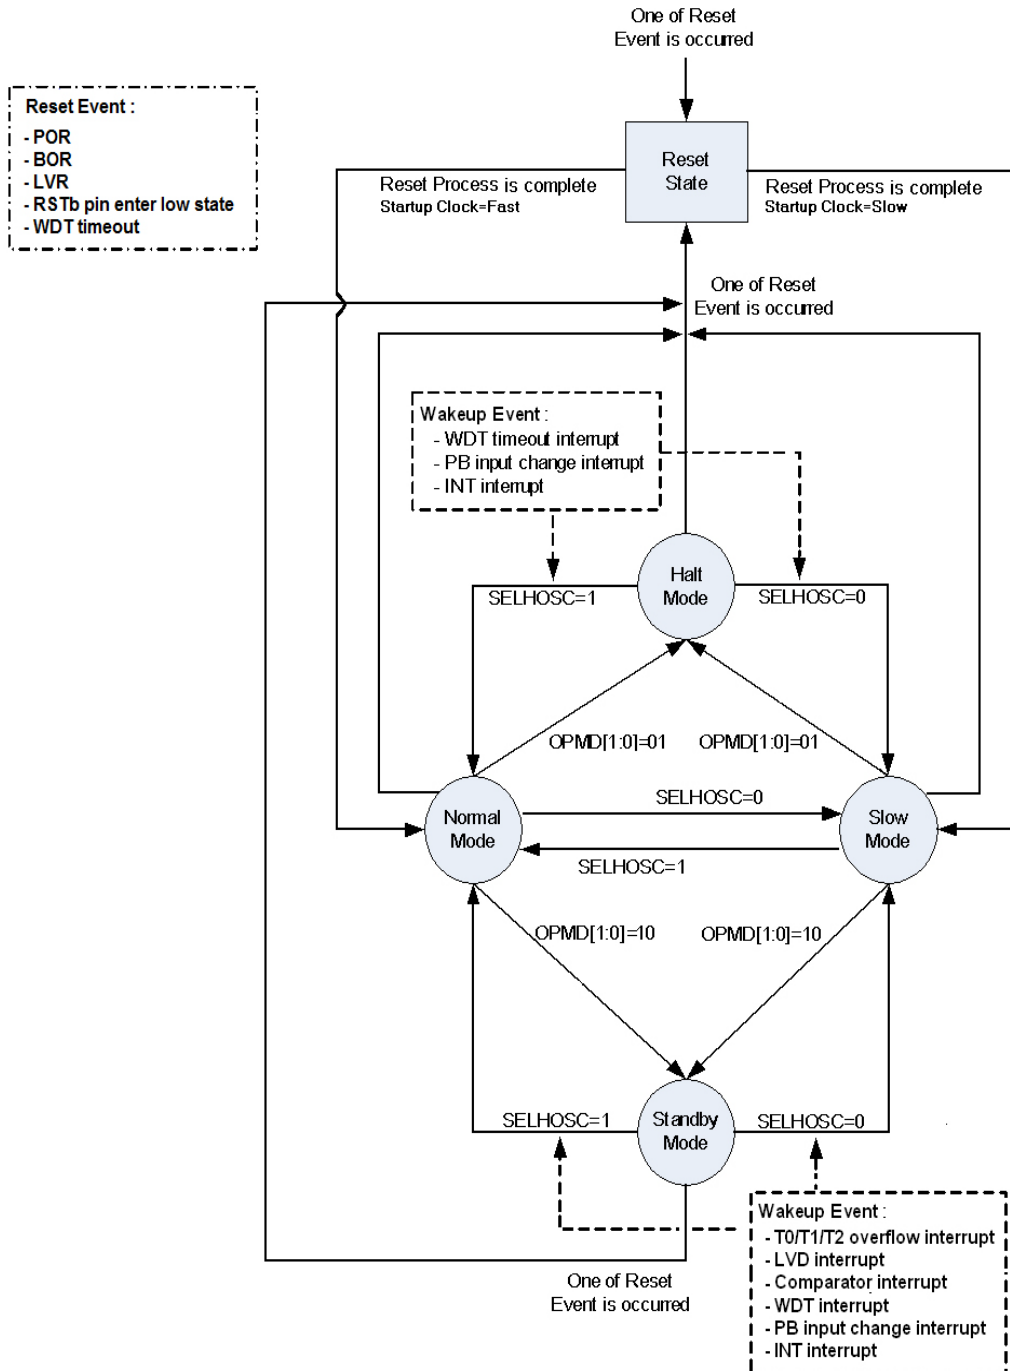 One of Reset
Event is occurred
Reset Event :
- POR
- BOR
- LVR
- RSTb pin enter low state
- WDT timeout
Reset
State
Reset Process is complete
Startup Clock=Fast
Reset Process is complete
Startup Clock=Slow
One of Reset
Event is occurred
Wakeup Event :
- WDT timeout interrupt
- PB input change interrupt
- INT interrupt
Halt
Mode
SELHOSC=1
SELHOSC=0
OPMD[1:0]=01
OPMD[1:0]=01
SELHOSC=0
Normal
Mode
Slow
Mode
SELHOSC=1
OPMD[1:0]=10
OPMD[1:0]=10
Standby
Mode
SELHOSC=1
SELHOSC=0
Wakeup Event :
- T0/T1/T2 overflow interrupt
- LVD interrupt
- Comparator interrupt
- WDT interrupt
- PB input change interrupt
- INT interrupt
One of Reset
Event is occurred